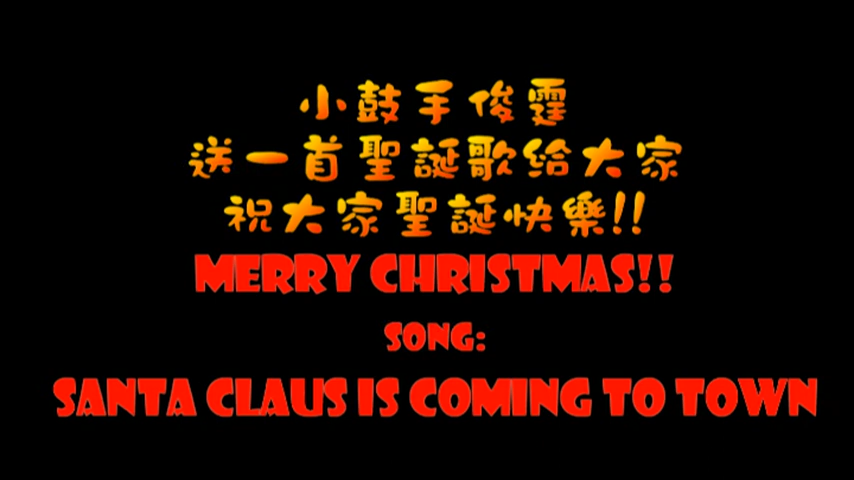 小鼓手俊霆
送一首聖誕歌給大家
祝大家聖誕快樂!!
MERRY CHRISTMAS!!
SONG:
SANTA CLAUS IS COMING TO TOWN